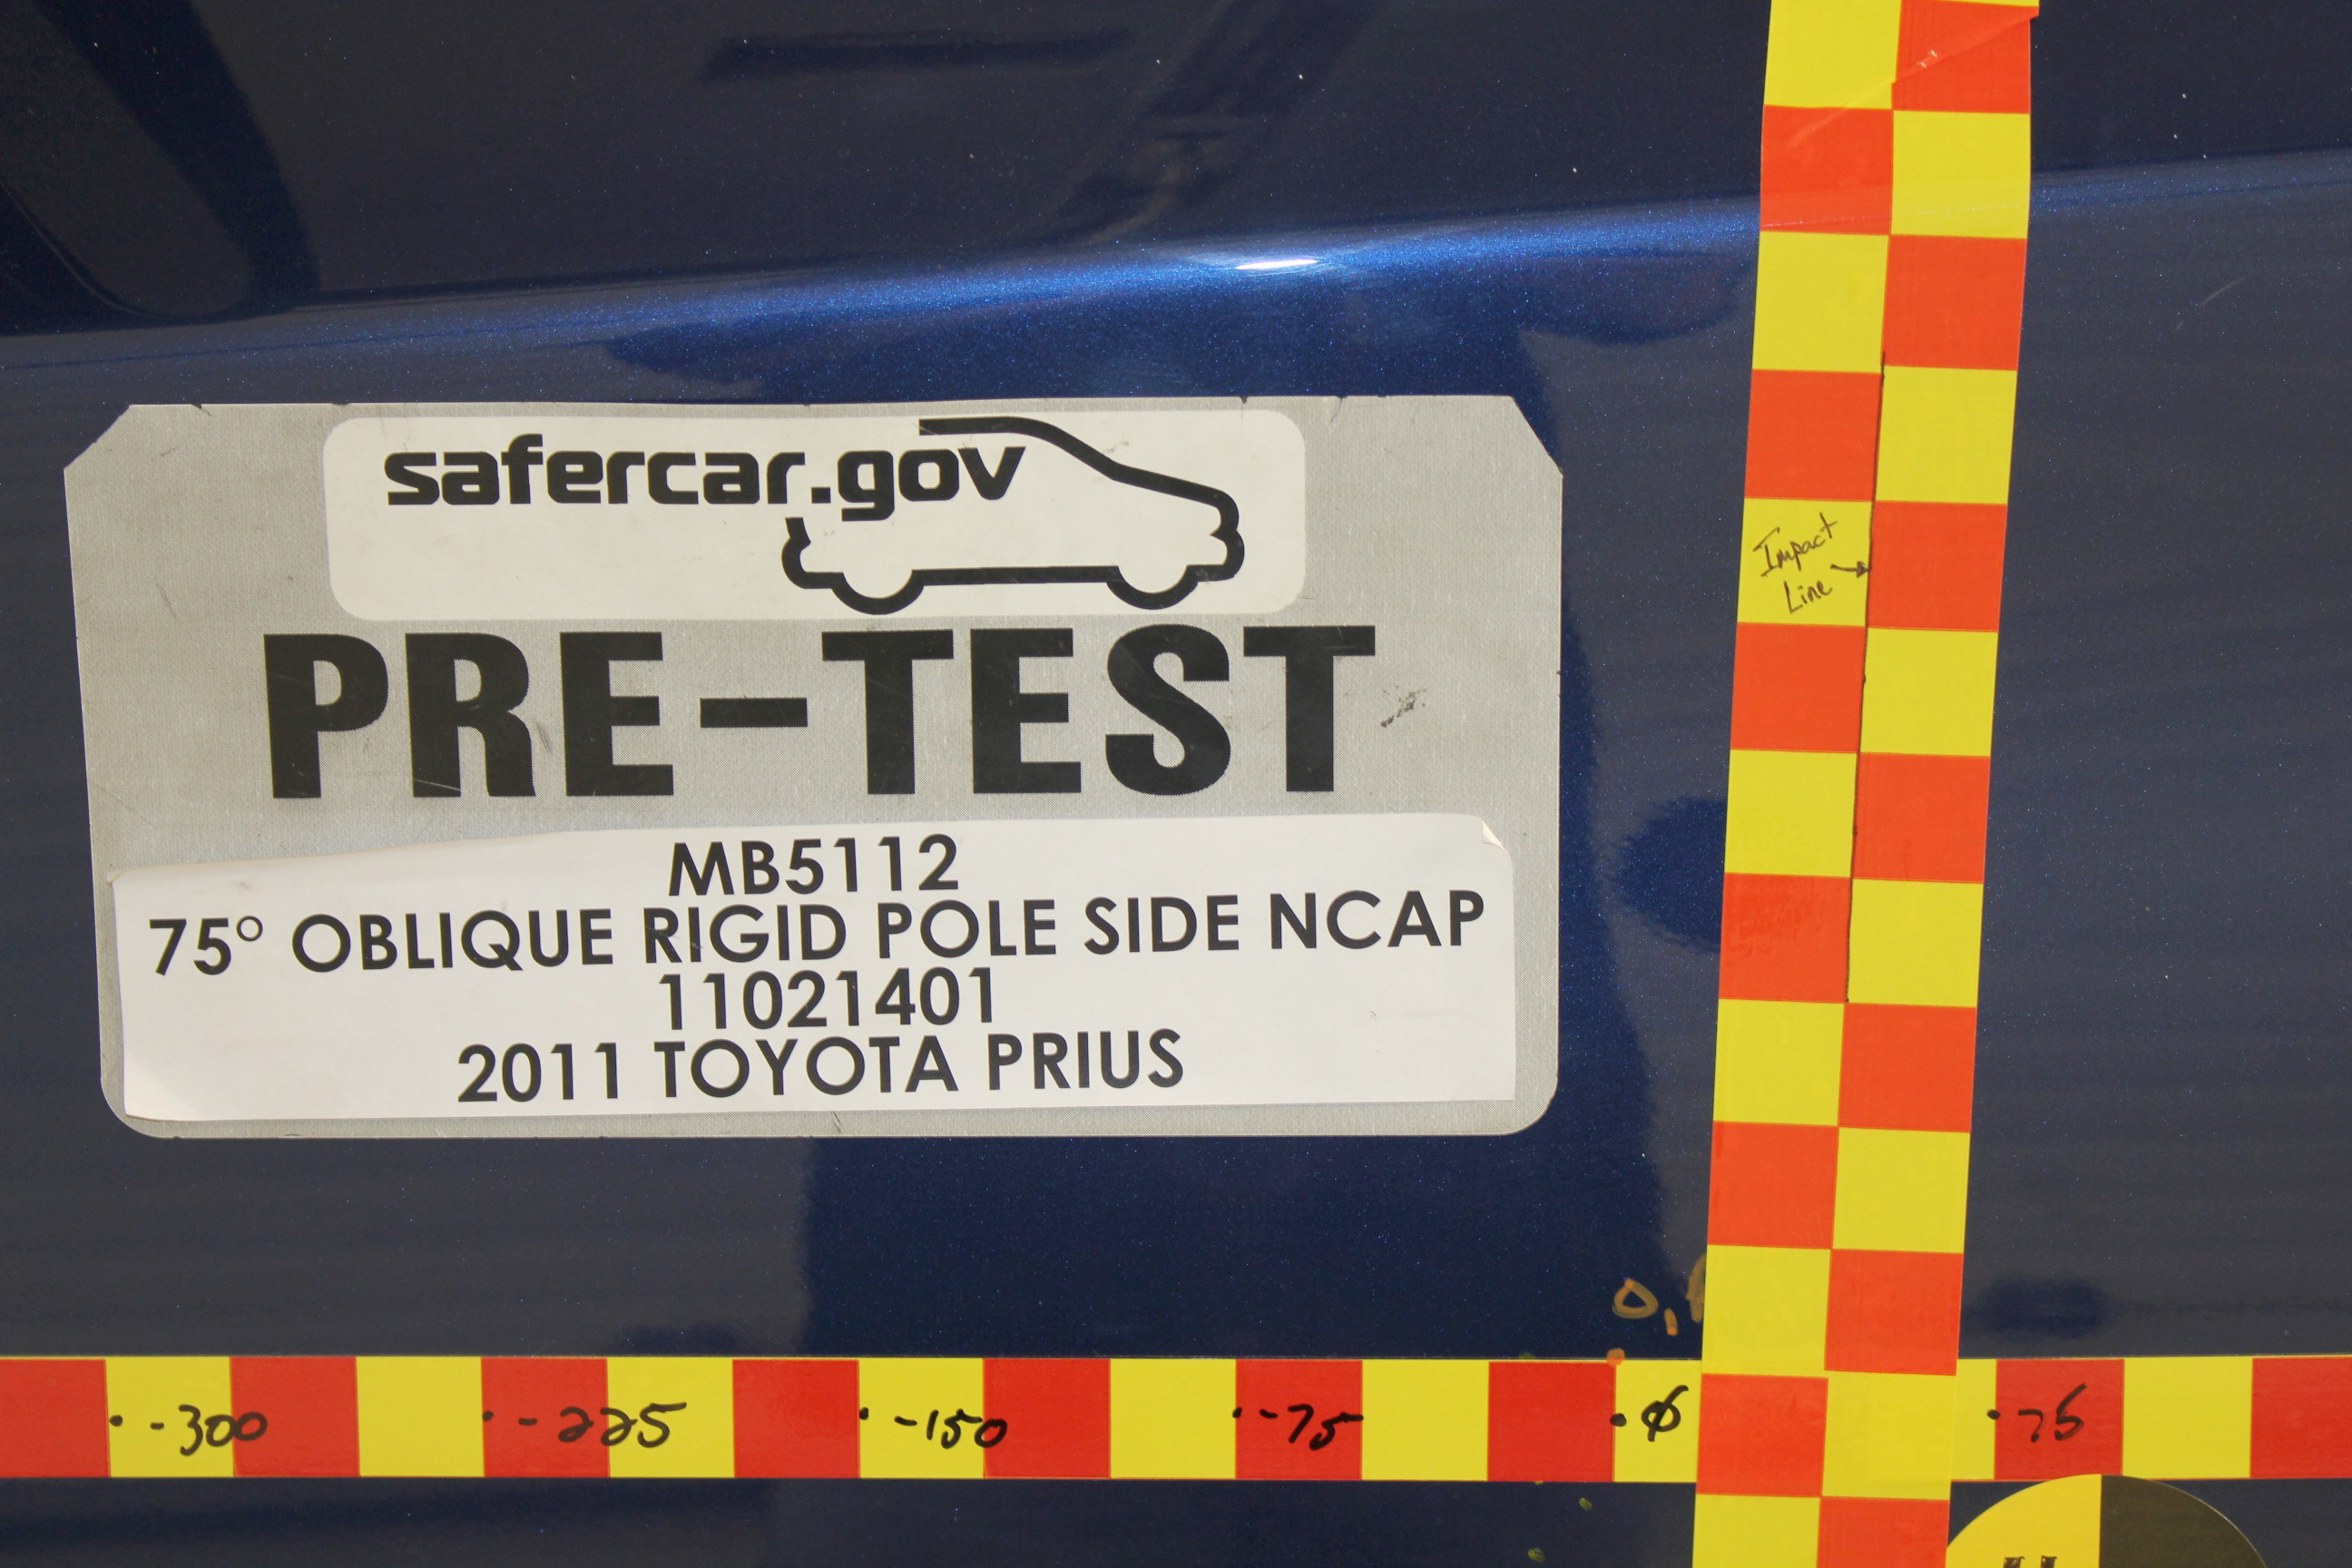 safercar.gov
PRE-TEST
MB5112
75° OBLIQUE RIGID POLE SIDE NCAP
11021401
2011 TOYOTA PRIUS
Impact
Line
-300 -225 -150 -75 0 75